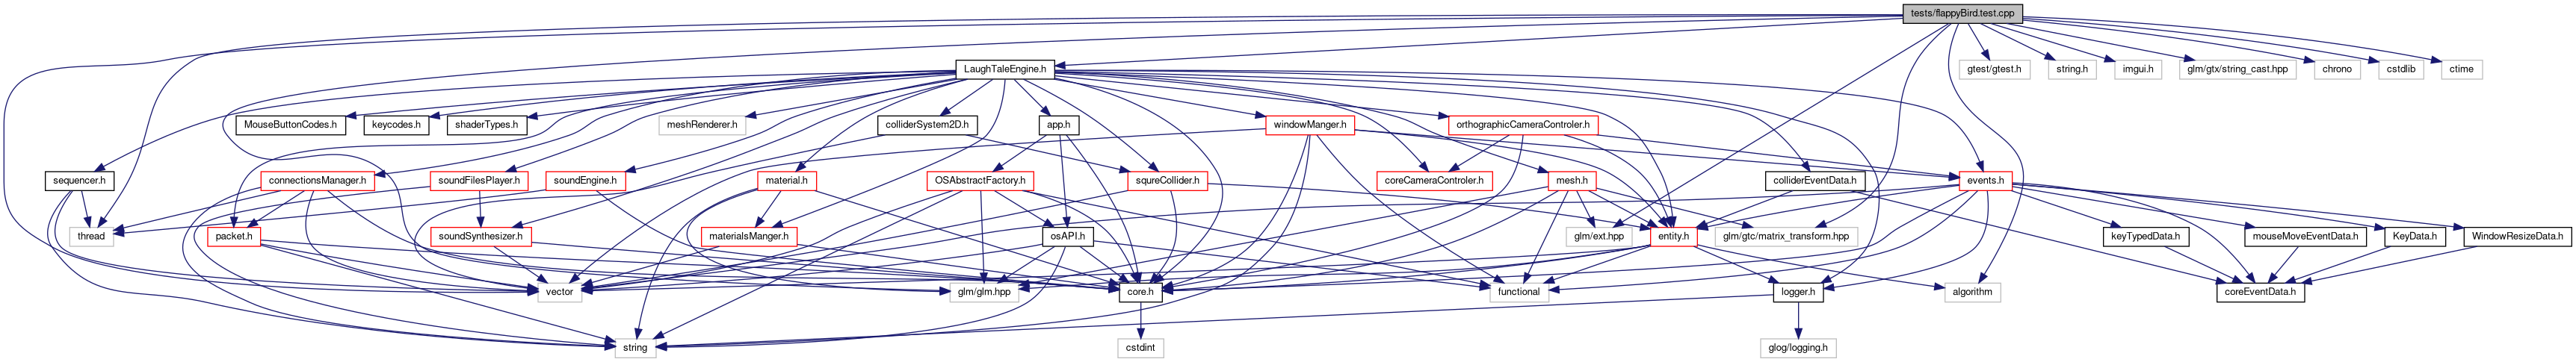 tests/flappyBird.test.cpp
LaughTaleEngine.h
gtest/gtest.h
string.h
imgui.h
glm/gtx/string_cast.hpp
chrono
cstdlib
ctime
MouseButtonCodes.h
keycodes.h
shaderTypes.h
meshRenderer.h
colliderSystem2D.h
app.h
windowManger.h
orthographicCameraControler.h
sequencer.h
connectionsManager.h
soundFilesPlayer.h
soundEngine.h
material.h
OSAbstractFactory.h
squreCollider.h
coreCameraControler.h
mesh.h
colliderEventData.h
events.h
thread
packet.h
soundSynthesizer.h
materialsManger.h
osAPI.h
glm/ext.hpp
entity.h
glm/gtc/matrix_transform.hpp
keyTypedData.h
mouseMoveEventData.h
KeyData.h
WindowResizeData.h
vector
glm/glm.hpp
core.h
functional
logger.h
algorithm
coreEventData.h
string
cstdint
glog/logging.h